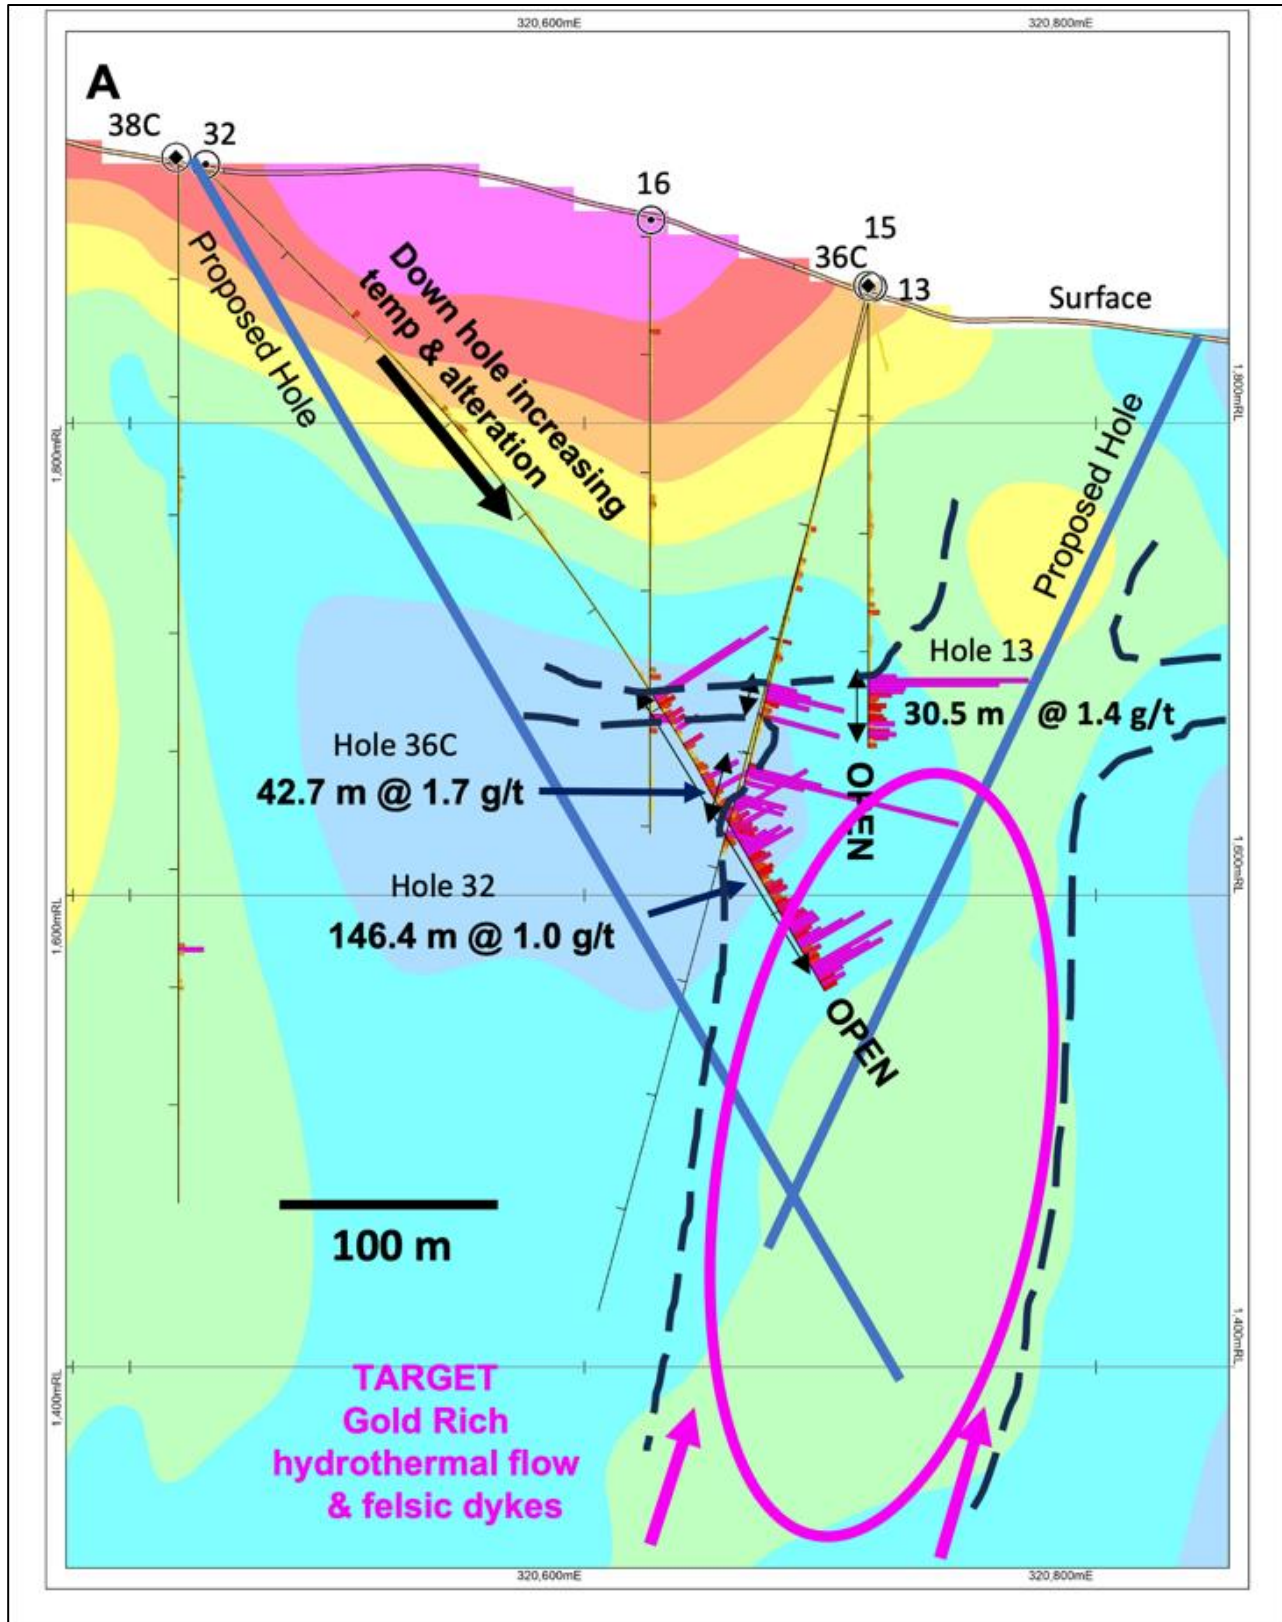 320,600mE
320,800mE
A
38C
32
16
15
36C
13
Surface
Proposed Hole
Down hole increasing
temp & alteration
Proposed Hole
1,800mRL
1,800mRL
Hole 13
30.5 m @ 1.4 g/t
Hole 36C
42.7 m @ 1.7 g/t
OPEN
Hole 32
146.4 m @ 1.0 g/t
1,600mRL
1,600mRL
OPEN
100 m
1,400mRL
1,400mRL
TARGET
Gold Rich
hydrothermal flow
& felsic dykes
320,600mE
320,800mE